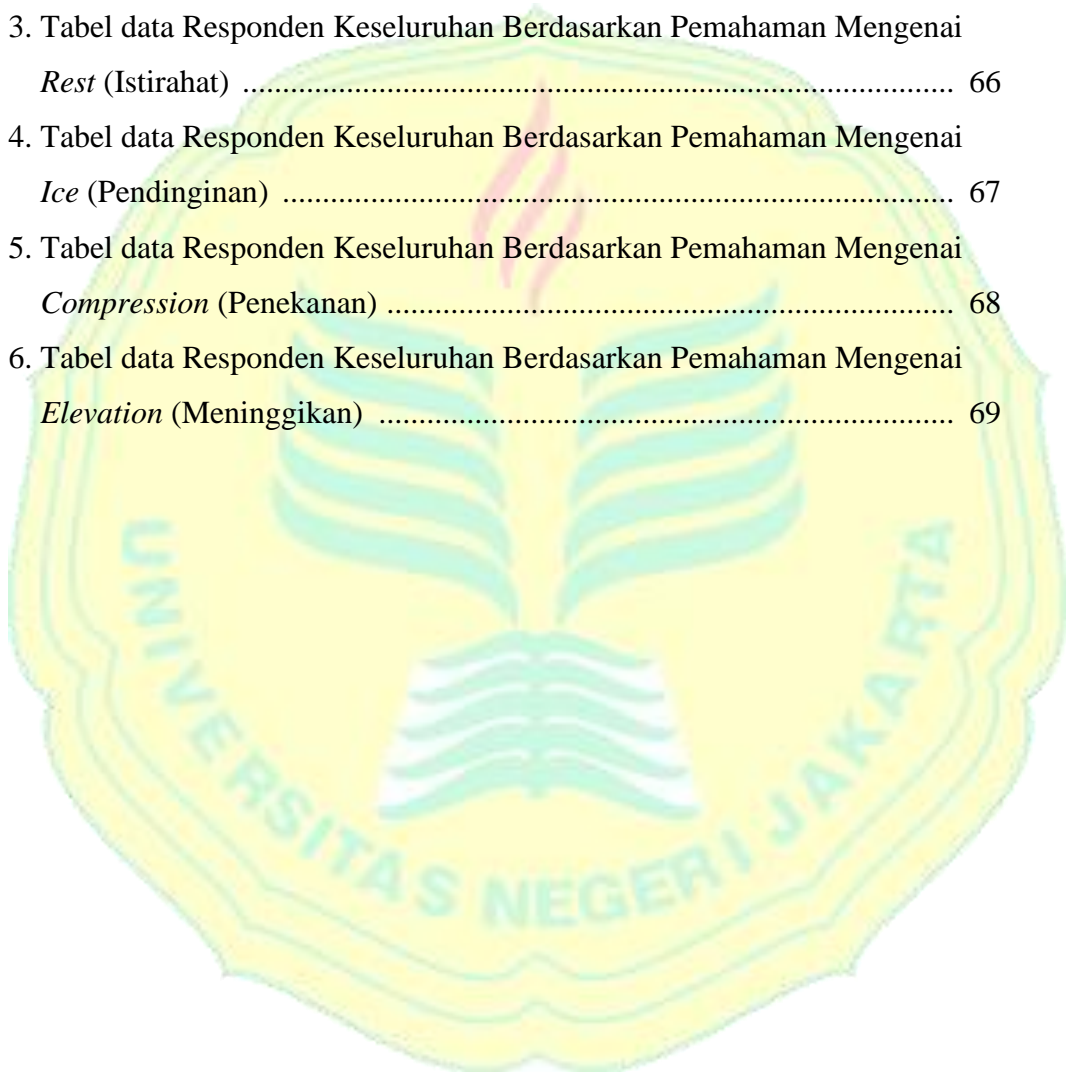 3. Tabel data Responden Keseluruhan Berdasarkan Pemahaman Mengenai
Rest (Istirahat) ........................................................................................ 66
4. Tabel data Responden Keseluruhan Berdasarkan Pemahaman Mengenai
Ice (Pendinginan) ................................................................................... 67
5. Tabel data Responden Keseluruhan Berdasarkan Pemahaman Mengenai
Compression (Penekanan) ...................................................................... 68
6. Tabel data Responden Keseluruhan Berdasarkan Pemahaman Mengenai
Elevation (Meninggikan) ....................................................................... 69
UNIVERSITAS NEGERI JAKARTA